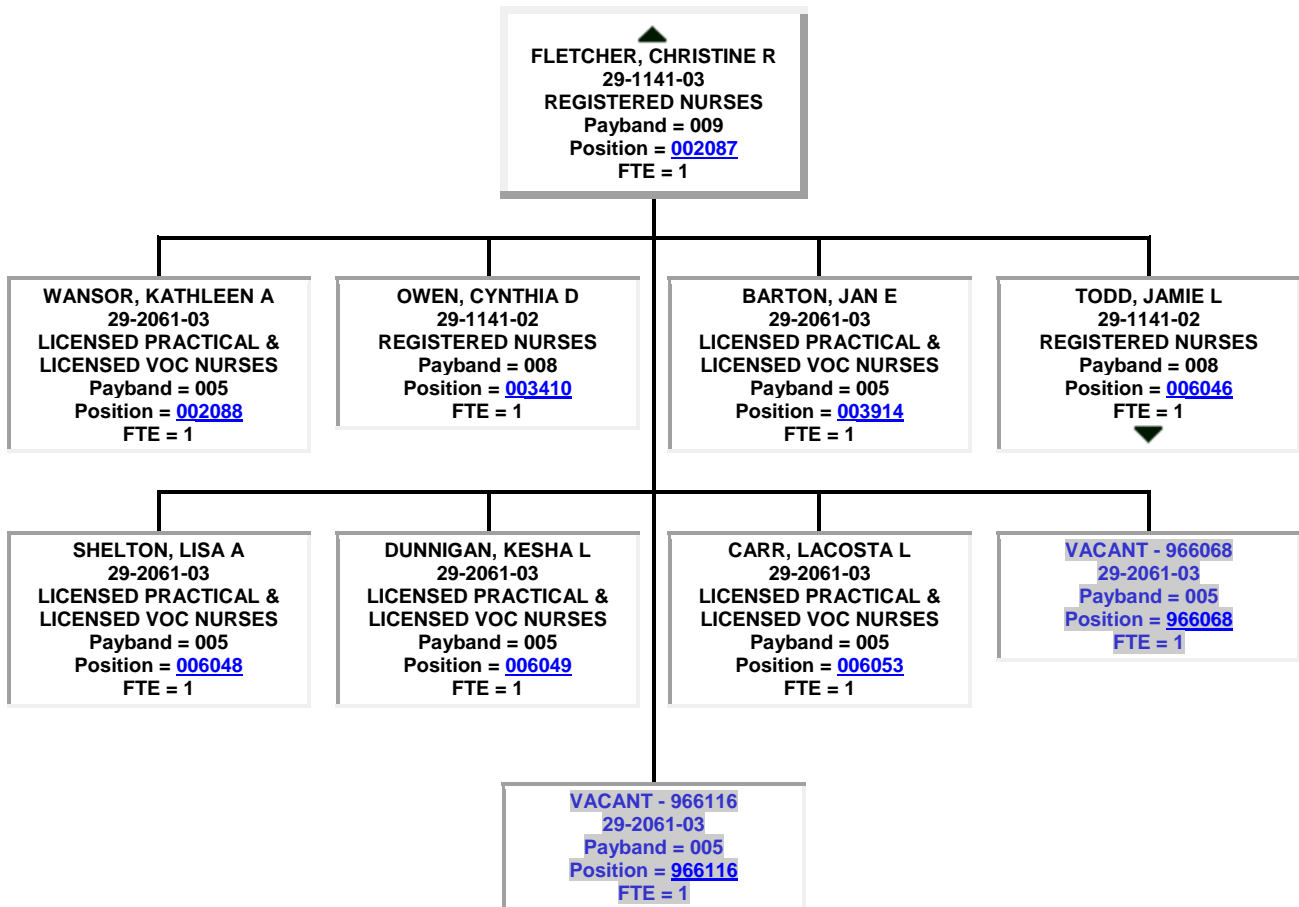 FLETCHER, CHRISTINE R
29-1141-03
REGISTERED NURSES
Payband = 009
Position = 002087
FTE = 1
WANSOR, KATHLEEN A
29-2061-03
LICENSED PRACTICAL &
LICENSED VOC NURSES
Payband = 005
Position = 002088
FTE = 1
OWEN, CYNTHIA D
29-1141-02
REGISTERED NURSES
Payband = 008
Position = 003410
FTE = 1
BARTON, JAN E
29-2061-03
LICENSED PRACTICAL &
LICENSED VOC NURSES
Payband = 005
Position = 003914
FTE = 1
TODD, JAMIE L
29-1141-02
REGISTERED NURSES
Payband = 008
Position = 006046
FTE = 1
SHELTON, LISA A
29-2061-03
LICENSED PRACTICAL &
LICENSED VOC NURSES
Payband = 005
Position = 006048
FTE = 1
DUNNIGAN, KESHA L
29-2061-03
LICENSED PRACTICAL &
LICENSED VOC NURSES
Payband = 005
Position = 006049
FTE = 1
CARR, LACOSTA L
29-2061-03
LICENSED PRACTICAL &
LICENSED VOC NURSES
Payband = 005
Position = 006053
FTE = 1
VACANT - 966068
29-2061-03
Payband = 005
Position = 966068
FTE = 1
VACANT - 966116
29-2061-03
Payband = 005
Position = 966116
FTE = 1